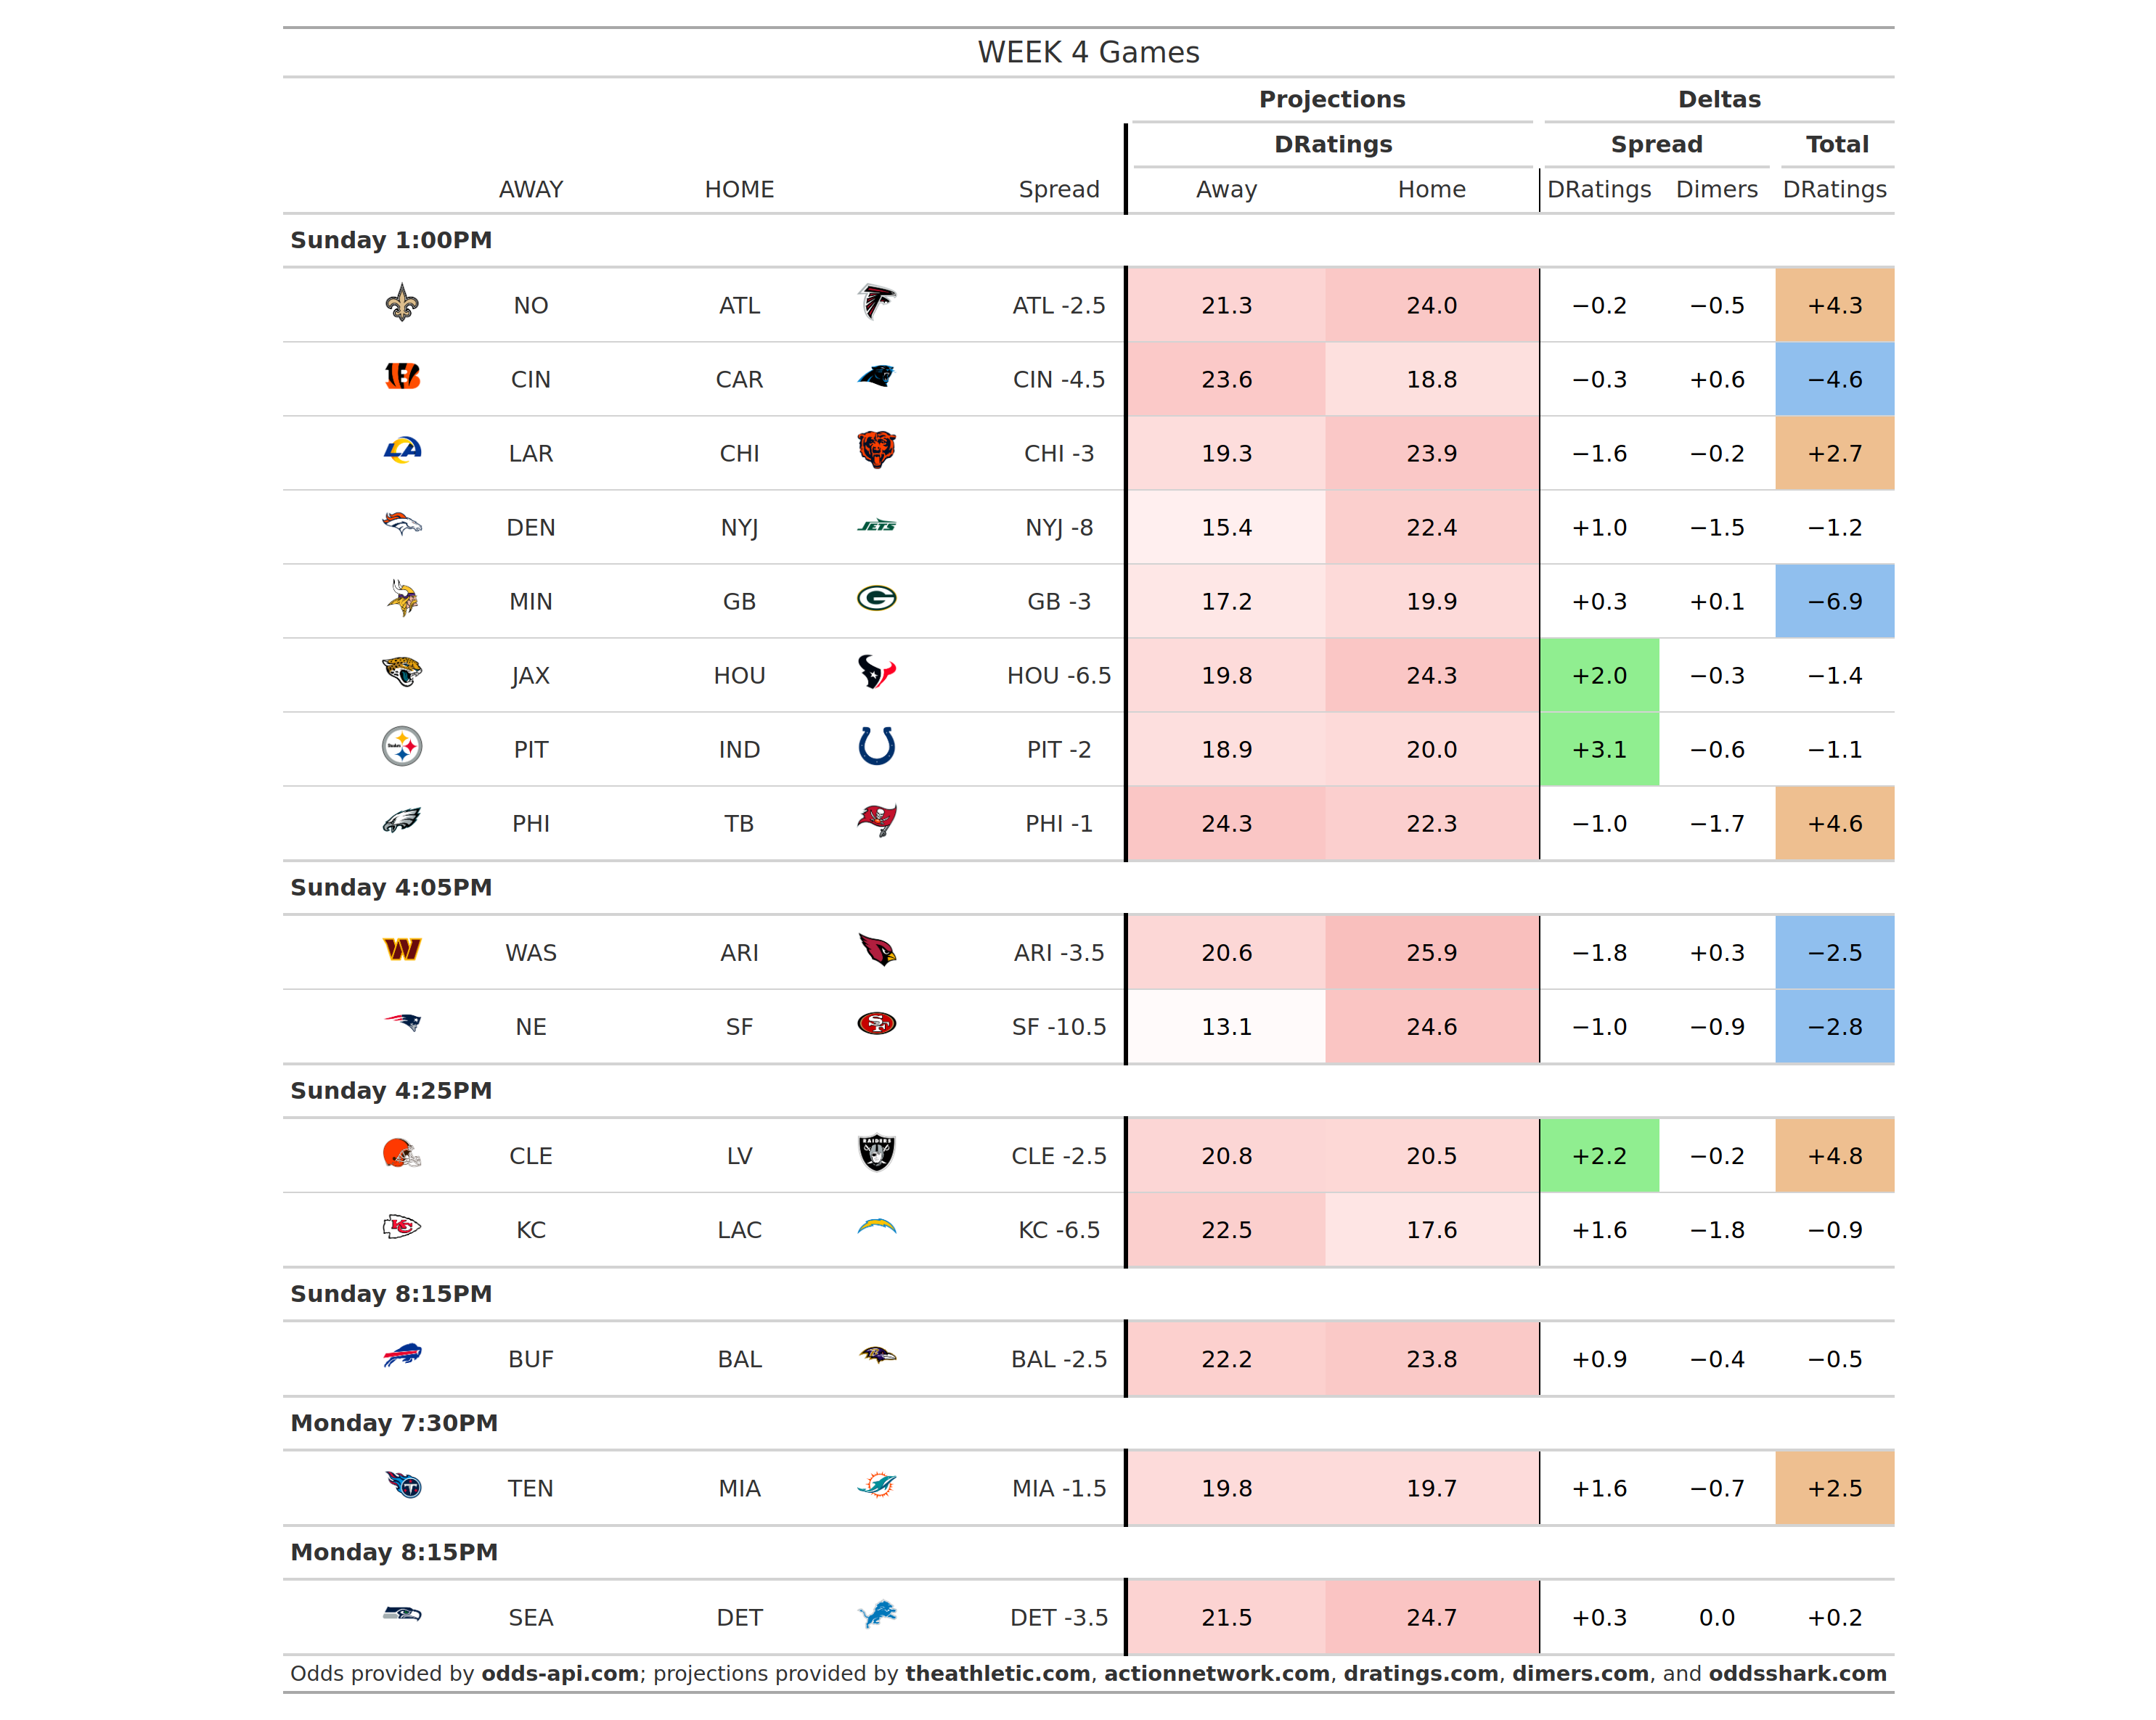 WEEK 4 Games
Projections Deltas
DRatings Spread Total
AWAY HOME Spread Away Home DRatings Dimers DRatings
Sunday 1:00PM
NO ATL ATL -2.5 21.3 24.0 −0.2 −0.5 +4.3
CIN CAR CIN -4.5 23.6 18.8 −0.3 +0.6 −4.6
LAR CHI CHI -3 19.3 23.9 −1.6 −0.2 +2.7
DEN NYJ JETS NYJ -8 15.4 22.4 +1.0 −1.5 −1.2
MIN GB G GB -3 17.2 19.9 +0.3 +0.1 −6.9
JAX HOU HOU -6.5 19.8 24.3 +2.0 −0.3 −1.4
PIT IND PIT -2 18.9 20.0 +3.1 −0.6 −1.1
PHI TB PHI -1 24.3 22.3 −1.0 −1.7 +4.6
Sunday 4:05PM
W WAS ARI ARI -3.5 20.6 25.9 −1.8 +0.3 −2.5
NE SF SF SF -10.5 13.1 24.6 −1.0 −0.9 −2.8
Sunday 4:25PM
CLE LV RAIDERS CLE -2.5 20.8 20.5 +2.2 −0.2 +4.8
KC KC LAC KC -6.5 22.5 17.6 +1.6 −1.8 −0.9
Sunday 8:15PM
BUF BAL BAL -2.5 22.2 23.8 +0.9 −0.4 −0.5
Monday 7:30PM
T TEN MIA MIA -1.5 19.8 19.7 +1.6 −0.7 +2.5
Monday 8:15PM
SEA DET DET -3.5 21.5 24.7 +0.3 0.0 +0.2
Odds provided by odds-api.com; projections provided by theathletic.com, actionnetwork.com, dratings.com, dimers.com, and oddsshark.com